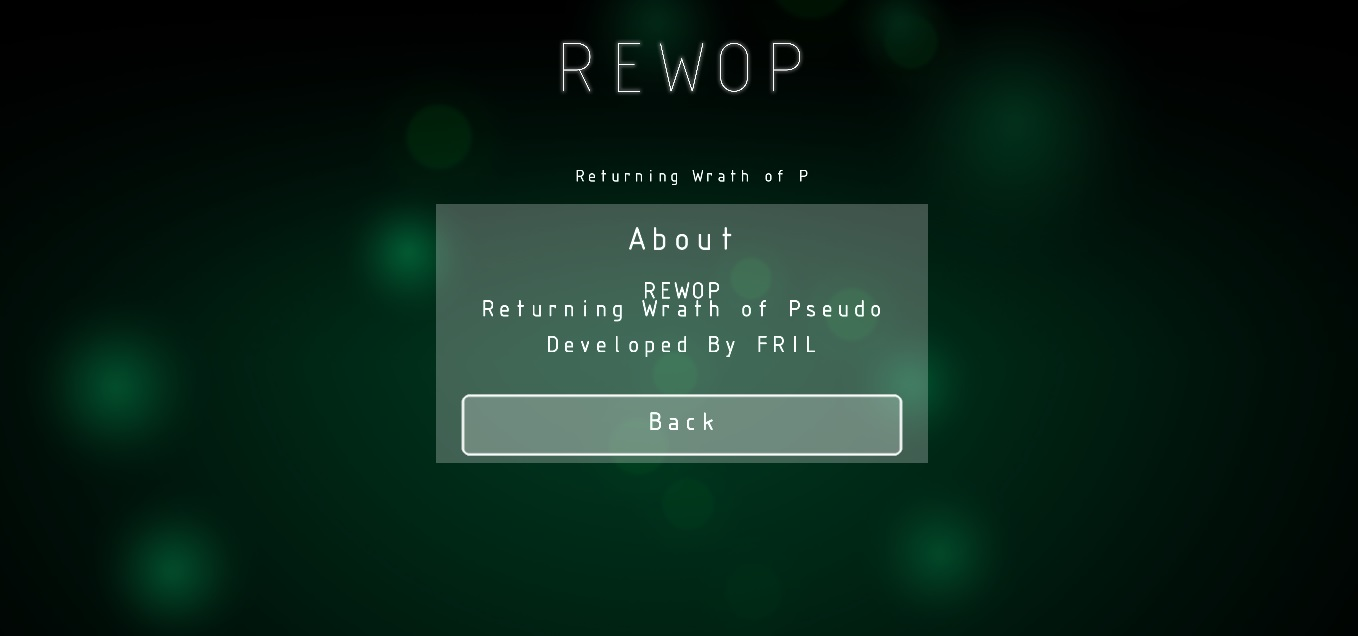 REWOP
Returning Wrath of P
About
REWOP
Returning Wrath of Pseudo
Developed By FRIL
Back